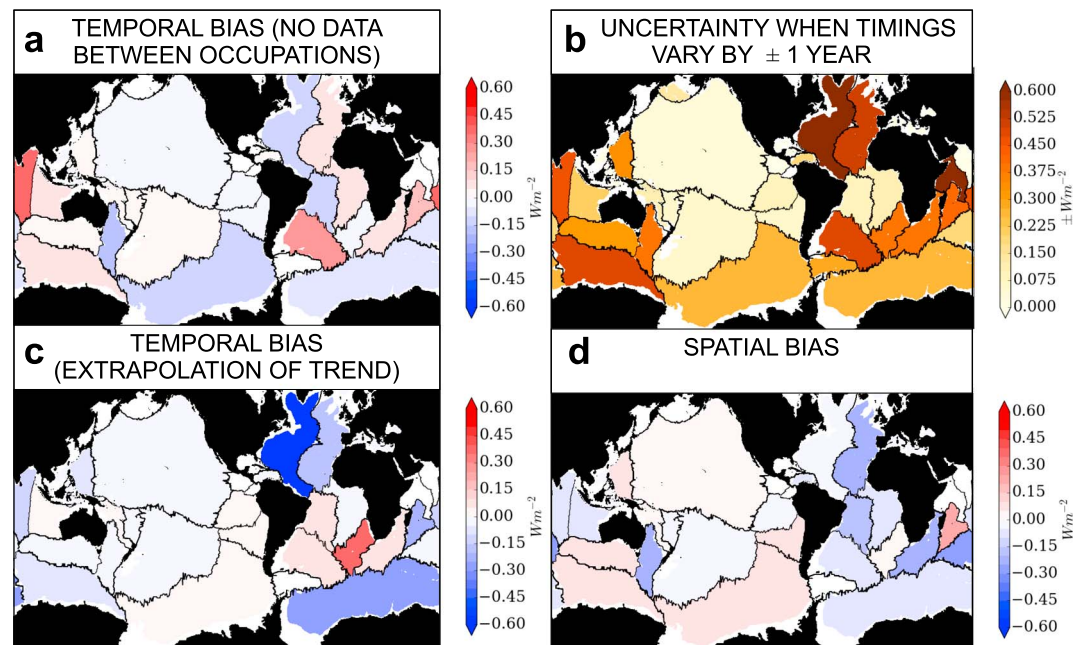 a
TEMPORAL BIAS (NO DATA
BETWEEN OCCUPATIONS)
0.60
0.45
0.30
0.15
0.00
−0.15
−0.30
−0.45
−0.60
Wm⁻²
b
UNCERTAINTY WHEN TIMINGS
VARY BY ± 1 YEAR
0.600
0.525
0.450
0.375
0.300
0.225
0.150
0.075
0.000
±Wm⁻²
c
TEMPORAL BIAS
(EXTRAPOLATION OF TREND)
0.60
0.45
0.30
0.15
0.00
−0.15
−0.30
−0.45
−0.60
Wm⁻²
d
SPATIAL BIAS
0.60
0.45
0.30
0.15
0.00
−0.15
−0.30
−0.45
−0.60
Wm⁻²